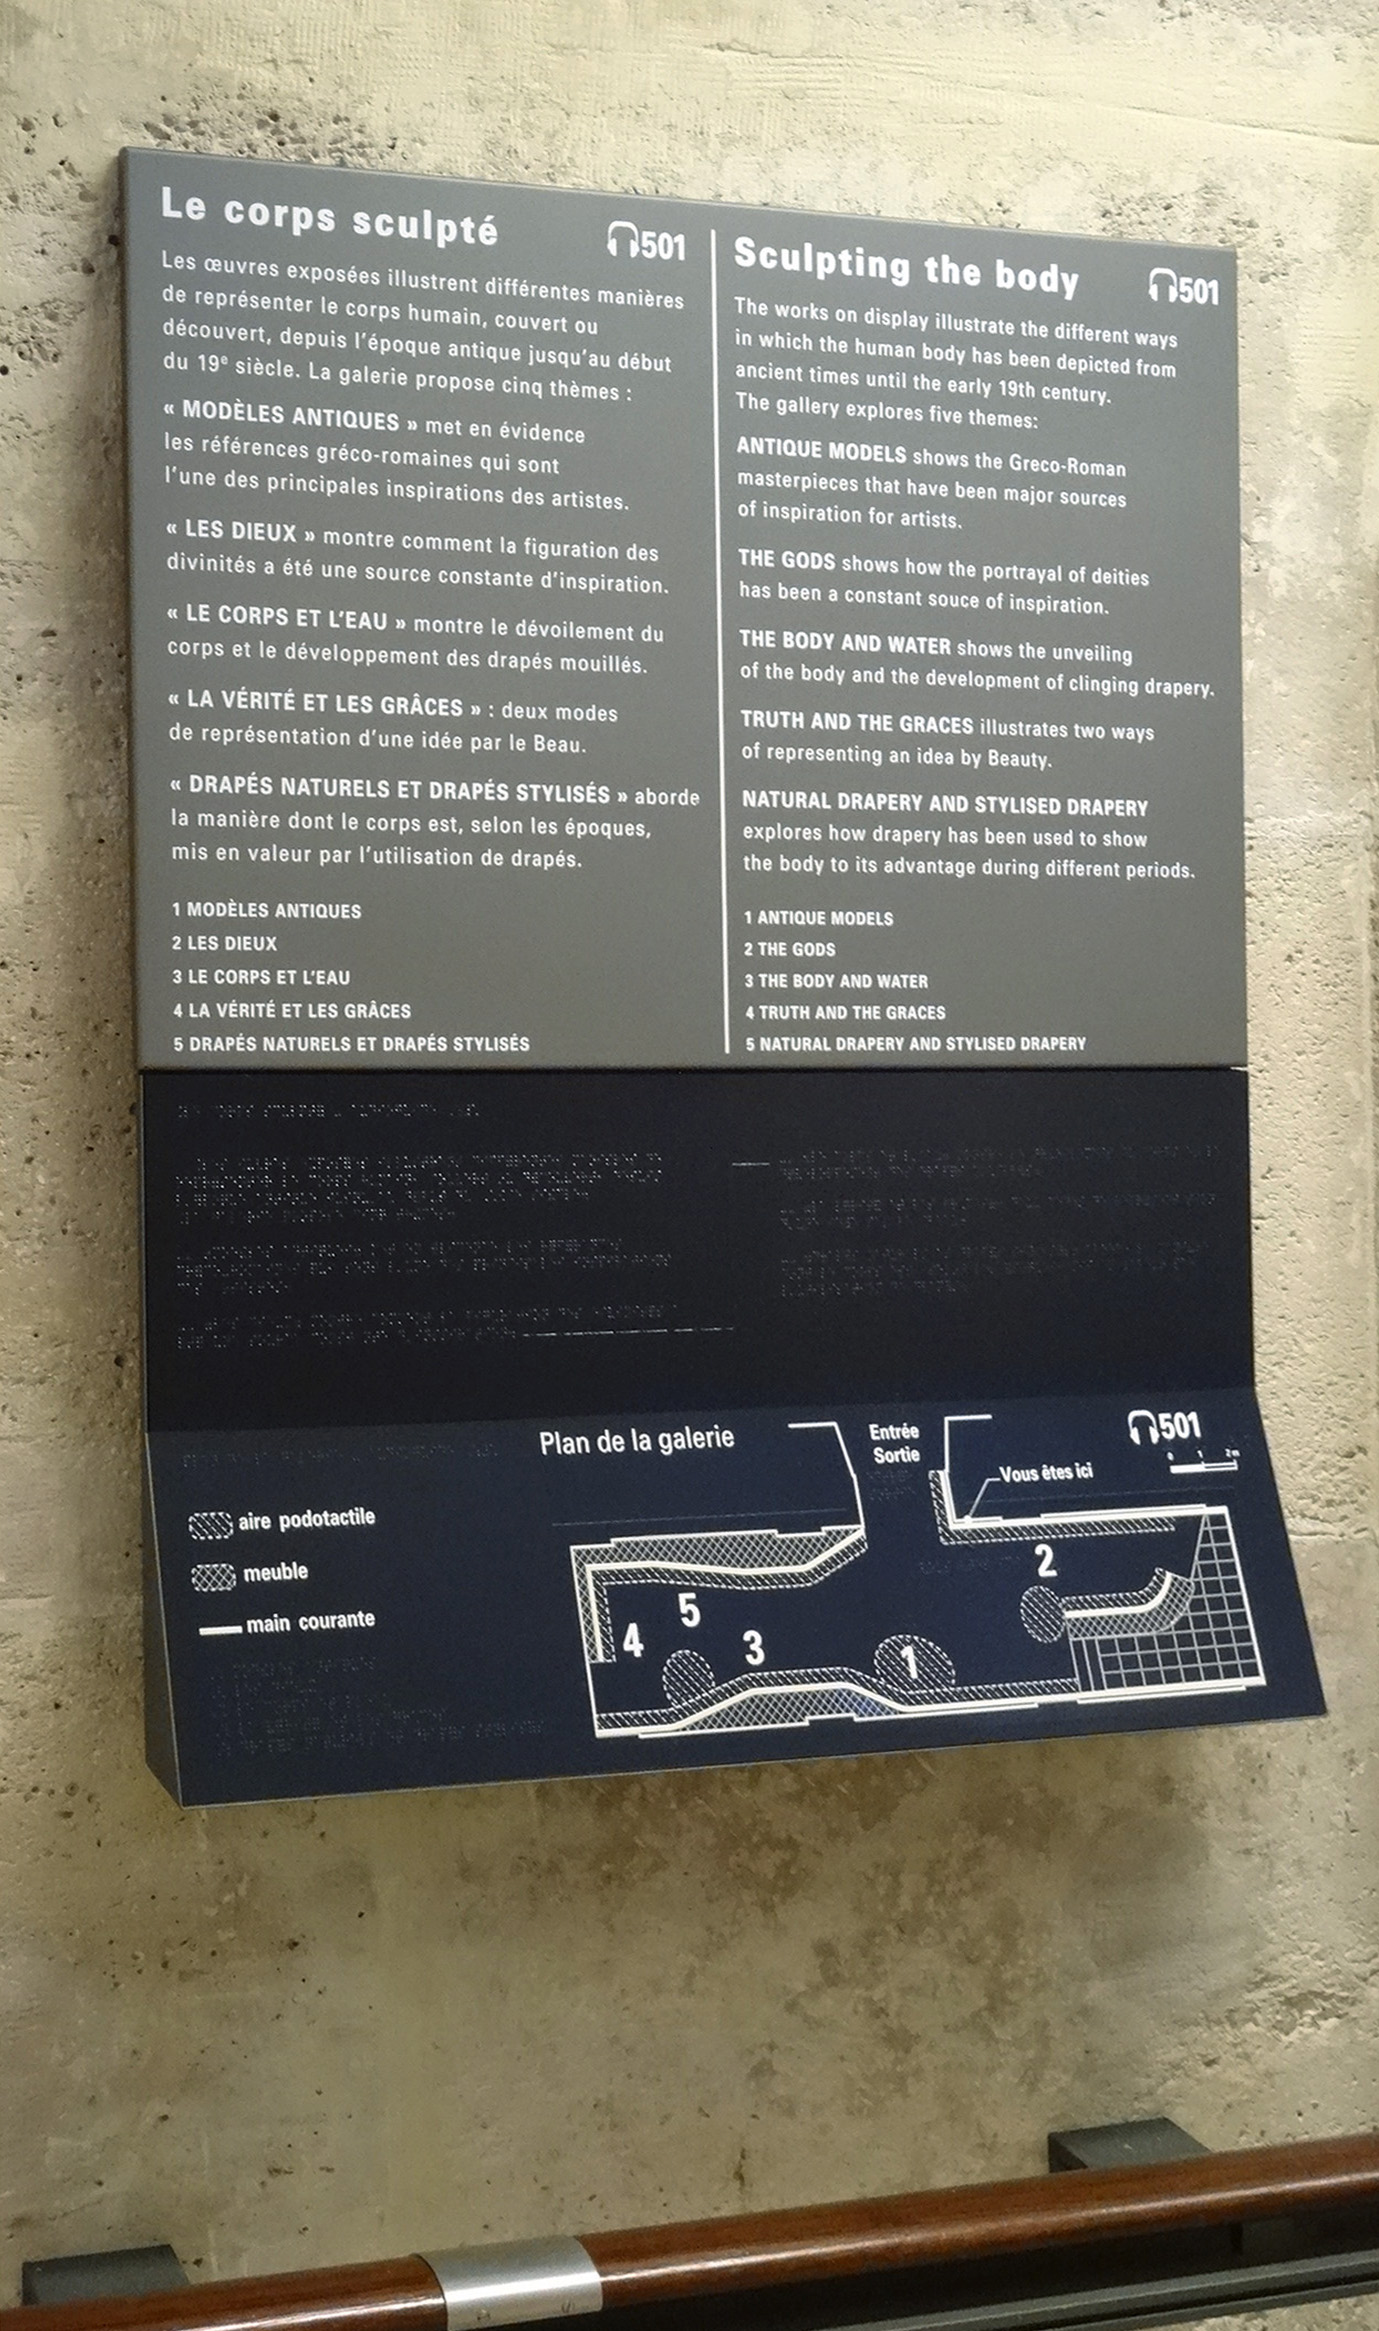 Le corps sculpté
501
Les œuvres exposées illustrent différentes manières
de représenter le corps humain, couvert ou
découvert, depuis l'époque antique jusqu'au début
du 19e siècle. La galerie propose cinq thèmes :
« MODÈLES ANTIQUES » met en évidence
les références gréco-romaines qui sont
l'une des principales inspirations des artistes.
« LES DIEUX » montre comment la figuration des
divinités a été une source constante d'inspiration.
« LE CORPS ET L'EAU » montre le dévoilement du
corps et le développement des drapés mouillés.
« LA VÉRITÉ ET LES GRÂCES » : deux modes
de représentation d'une idée par le Beau.
« DRAPÉS NATURELS ET DRAPÉS STYLISÉS » aborde
la manière dont le corps est, selon les époques,
mis en valeur par l'utilisation de drapés.
1 MODÈLES ANTIQUES
2 LES DIEUX
3 LE CORPS ET L'EAU
4 LA VÉRITÉ ET LES GRÂCES
5 DRAPÉS NATURELS ET DRAPÉS STYLISÉS
Sculpting the body
501
The works on display illustrate the different ways
in which the human body has been depicted from
ancient times until the early 19th century.
The gallery explores five themes:
ANTIQUE MODELS shows the Greco-Roman
masterpieces that have been major sources
of inspiration for artists.
THE GODS shows how the portrayal of deities
has been a constant souce of inspiration.
THE BODY AND WATER shows the unveiling
of the body and the development of clinging drapery.
TRUTH AND THE GRACES illustrates two ways
of representing an idea by Beauty.
NATURAL DRAPERY AND STYLISED DRAPERY
explores how drapery has been used to show
the body to its advantage during different periods.
1 ANTIQUE MODELS
2 THE GODS
3 THE BODY AND WATER
4 TRUTH AND THE GRACES
5 NATURAL DRAPERY AND STYLISED DRAPERY
Plan de la galerie
Entrée
Sortie
501
0 1 2m
Vous êtes ici
aire podotactile
meuble
main courante
2
5
4
3
1